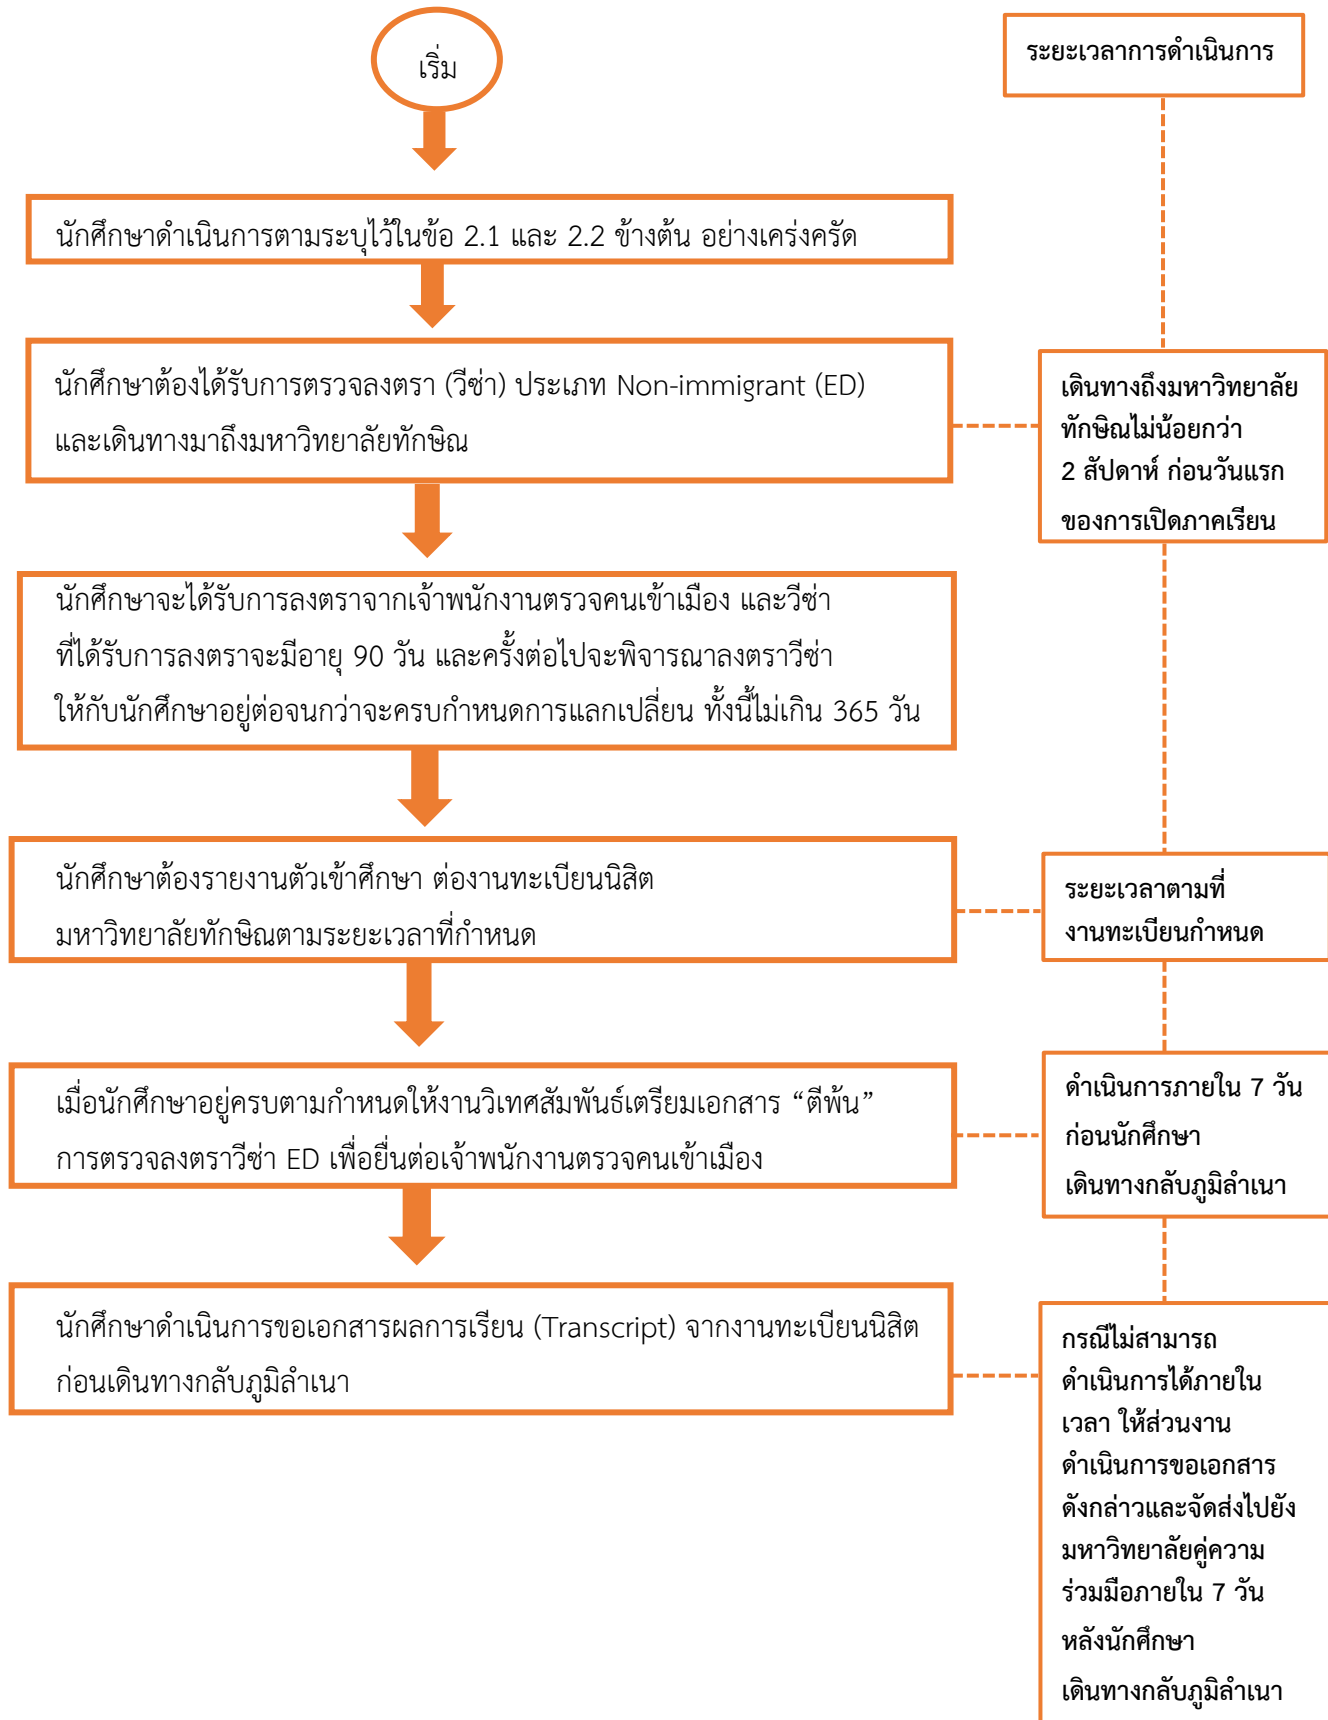 เริ่ม
ระยะเวลาการดำเนินการ
นักศึกษาดำเนินการตามระบุไว้ในข้อ 2.1 และ 2.2 ข้างต้น อย่างเคร่งครัด
นักศึกษาต้องได้รับการตรวจลงตรา (วีซ่า) ประเภท Non-immigrant (ED)
และเดินทางมาถึงมหาวิทยาลัยทักษิณ
เดินทางถึงมหาวิทยาลัย
ทักษิณไม่น้อยกว่า
2 สัปดาห์ ก่อนวันแรก
ของการเปิดภาคเรียน
นักศึกษาจะได้รับการลงตราจากเจ้าพนักงานตรวจคนเข้าเมือง และวีซ่า
ที่ได้รับการลงตราจะมีอายุ 90 วัน และครั้งต่อไปจะพิจารณาลงตราวีซ่า
ให้กับนักศึกษาอยู่ต่อจนกว่าจะครบกำหนดการแลกเปลี่ยน ทั้งนี้ไม่เกิน 365 วัน
นักศึกษาต้องรายงานตัวเข้าศึกษา ต่องานทะเบียนนิสิต
มหาวิทยาลัยทักษิณตามระยะเวลาที่กำหนด
ระยะเวลาตามที่
งานทะเบียนกำหนด
เมื่อนักศึกษาอยู่ครบตามกำหนดให้งานวิเทศสัมพันธ์เตรียมเอกสาร “ตีพ้น”
การตรวจลงตราวีซ่า ED เพื่อยื่นต่อเจ้าพนักงานตรวจคนเข้าเมือง
ดำเนินการภายใน 7 วัน
ก่อนนักศึกษา
เดินทางกลับภูมิลำเนา
นักศึกษาดำเนินการขอเอกสารผลการเรียน (Transcript) จากงานทะเบียนนิสิต
ก่อนเดินทางกลับภูมิลำเนา
กรณีไม่สามารถ
ดำเนินการได้ภายใน
เวลา ให้ส่วนงาน
ดำเนินการขอเอกสาร
ดังกล่าวและจัดส่งไปยัง
มหาวิทยาลัยคู่ความ
ร่วมมือภายใน 7 วัน
หลังนักศึกษา
เดินทางกลับภูมิลำเนา